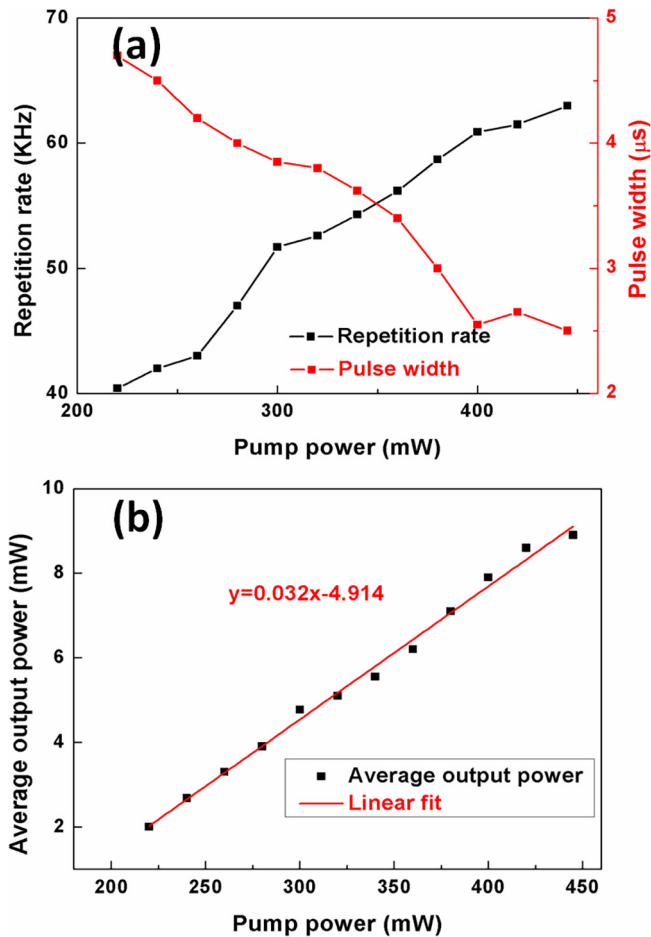 (a)
70
60
50
40
Repetition rate (KHz)
5
4
3
2
Pulse width (μs)
Repetition rate
Pulse width
200 300 400
Pump power (mW)
(b)
10
8
6
4
2
Average output power (mW)
y=0.032x-4.914
Average output power
Linear fit
200 250 300 350 400 450
Pump power (mW)